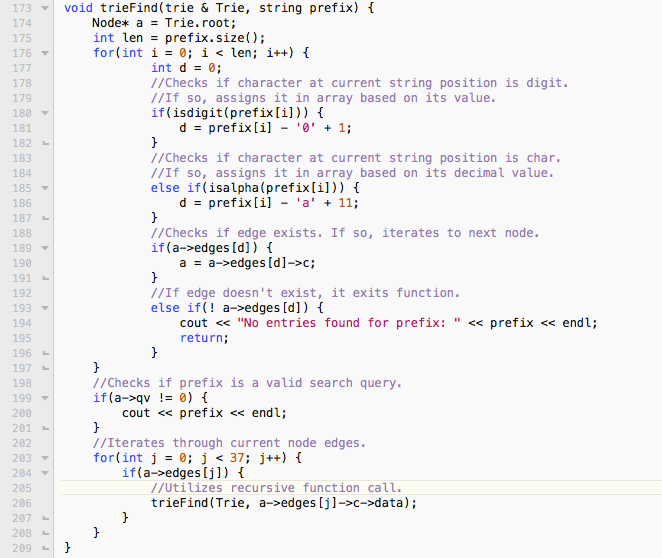 173 void trieFind(trie & Trie, string prefix) {
174     Node* a = Trie.root;
175     int len = prefix.size();
176     for(int i = 0; i < len; i++) {
177             int d = 0;
178             //Checks if character at current string position is digit.
179             //If so, assigns it in array based on its value.
180             if(isdigit(prefix[i])) {
181                 d = prefix[i] - '0' + 1;
182             }
183             //Checks if character at current string position is char.
184             //If so, assigns it in array based on its decimal value.
185             else if(isalpha(prefix[i])) {
186                 d = prefix[i] - 'a' + 11;
187             }
188             //Checks if edge exists. If so, iterates to next node.
189             if(a->edges[d]) {
190                 a = a->edges[d]->c;
191             }
192             //If edge doesn't exist, it exits function.
193             else if(! a->edges[d]) {
194                 cout << "No entries found for prefix: " << prefix << endl;
195                 return;
196             }
197     }
198     //Checks if prefix is a valid search query.
199     if(a->qv != 0) {
200         cout << prefix << endl;
201     }
202     //Iterates through current node edges.
203     for(int j = 0; j < 37; j++) {
204         if(a->edges[j]) {
205             //Utilizes recursive function call.
206             trieFind(Trie, a->edges[j]->c->data);
207         }
208     }
209 }